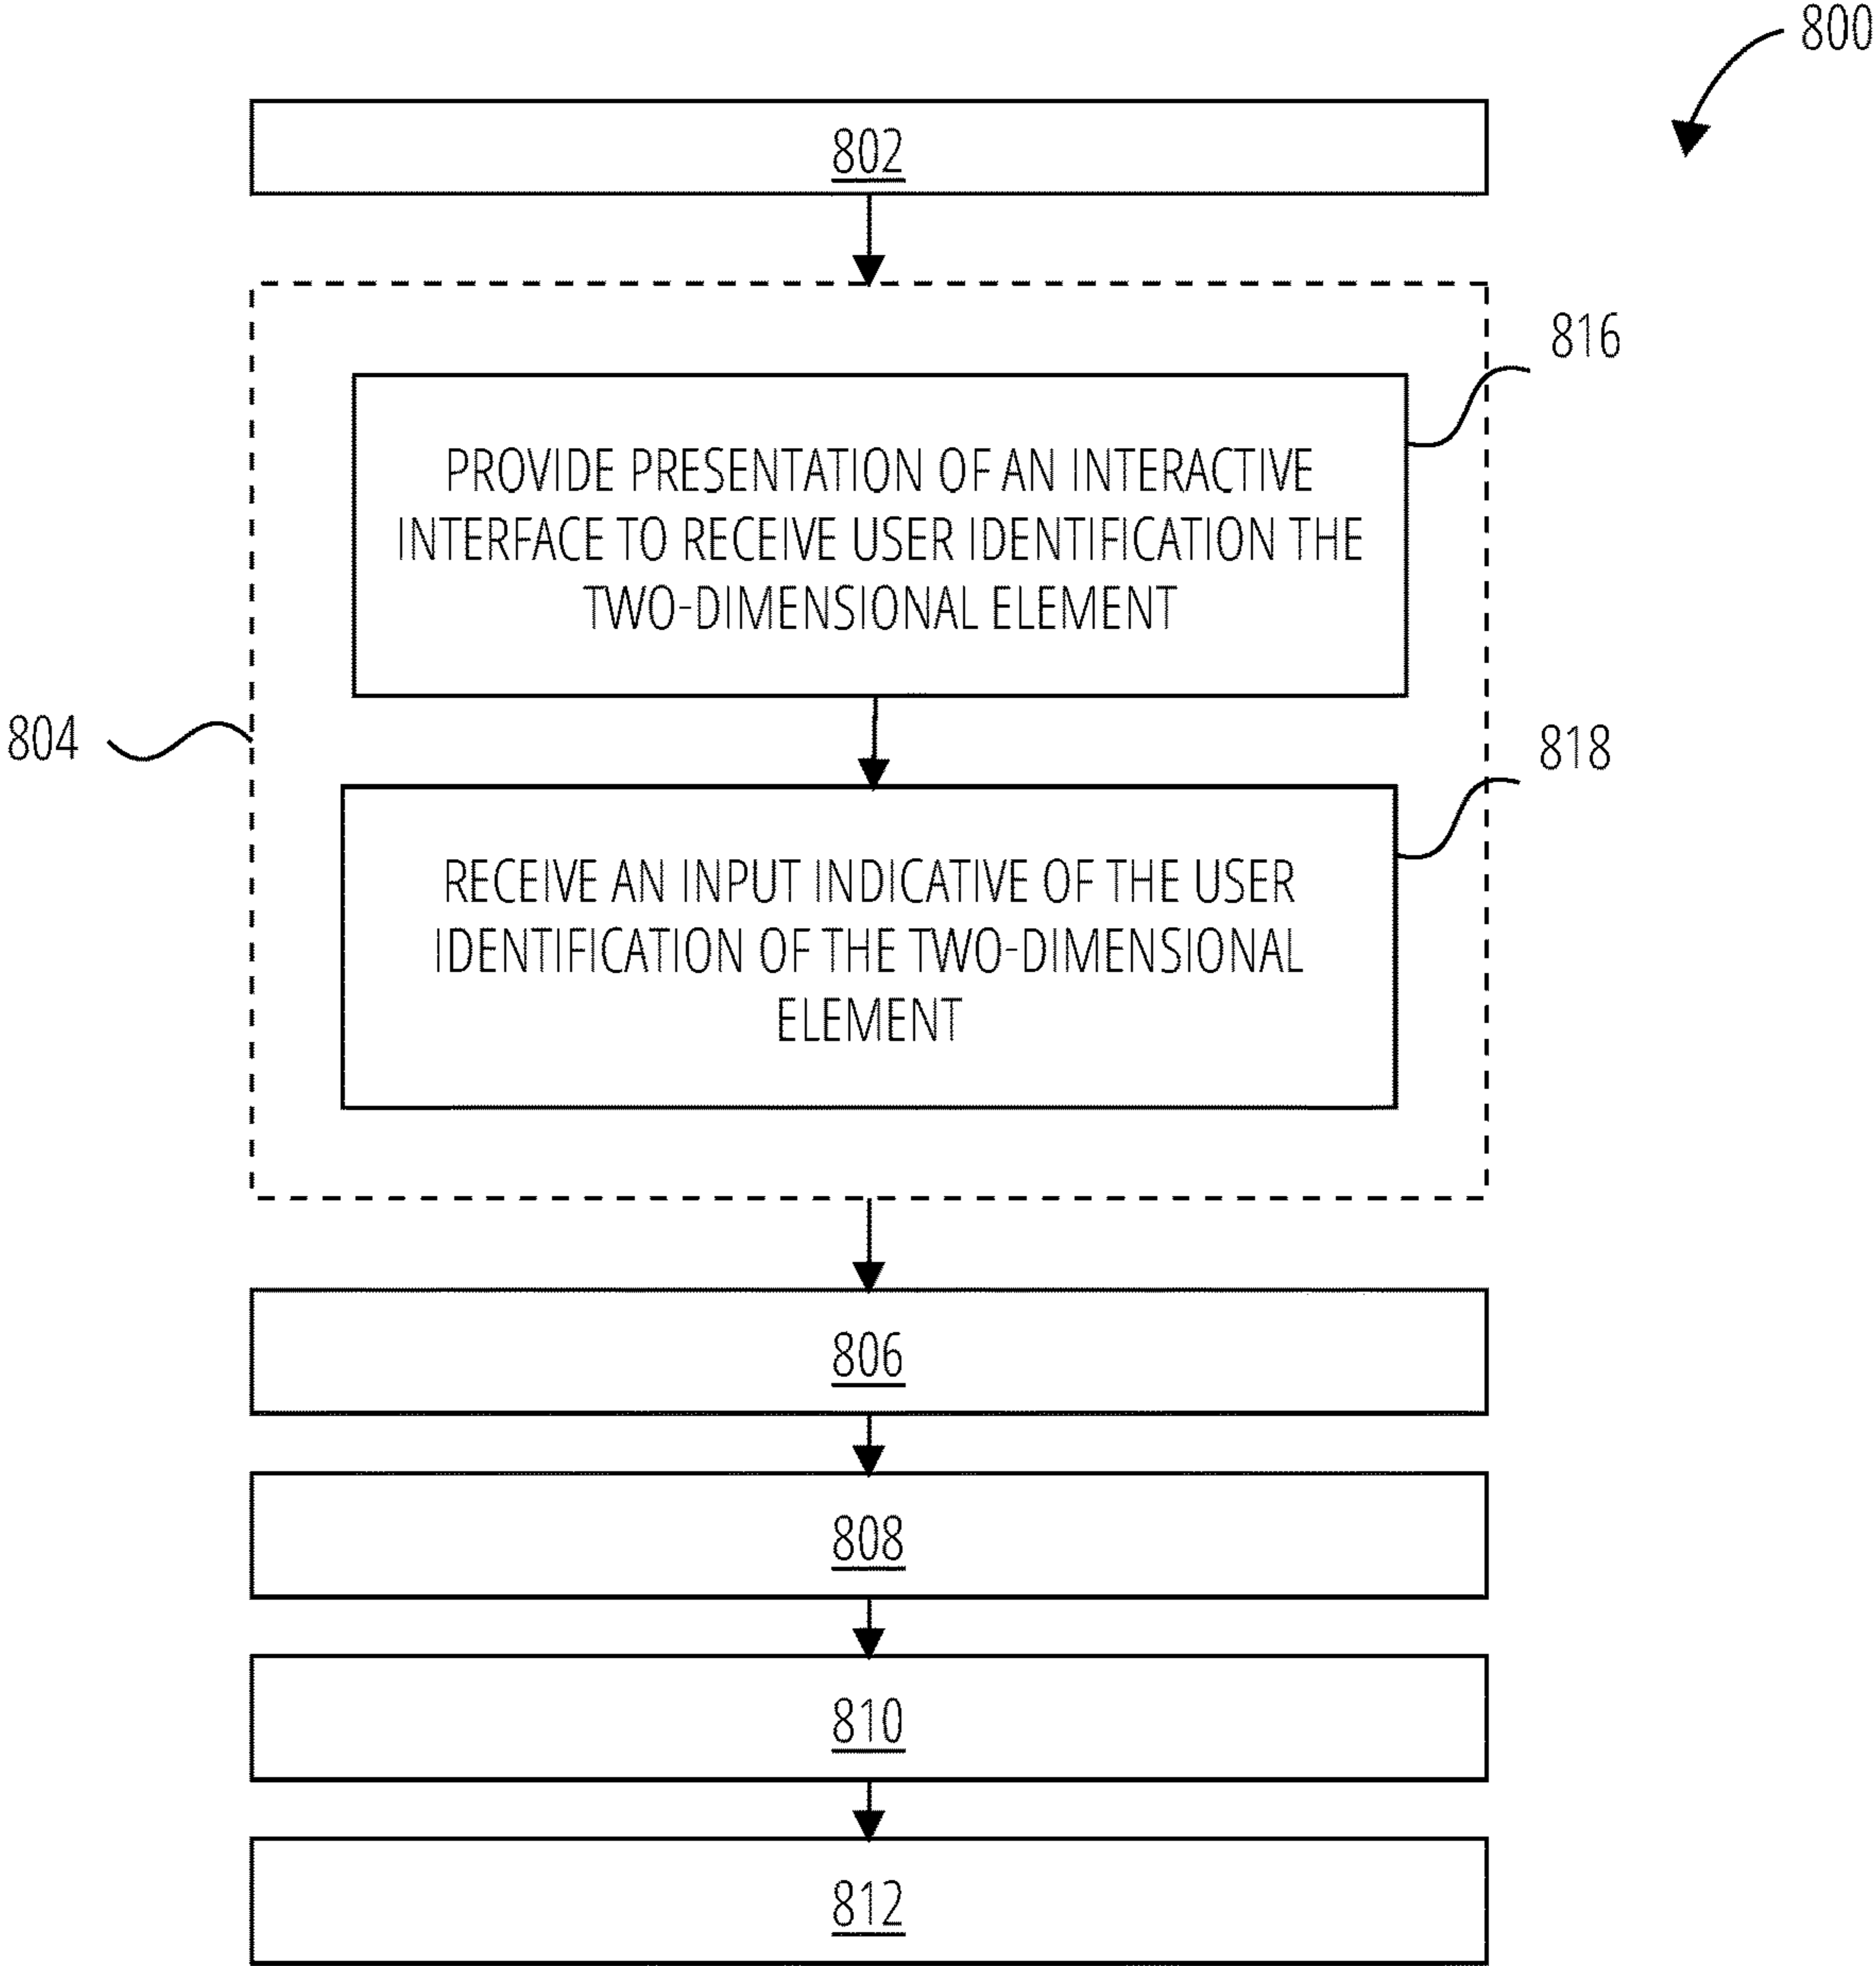 800
802
816
PROVIDE PRESENTATION OF AN INTERACTIVE
INTERFACE TO RECEIVE USER IDENTIFICATION THE
TWO-DIMENSIONAL ELEMENT
804
818
RECEIVE AN INPUT INDICATIVE OF THE USER
IDENTIFICATION OF THE TWO-DIMENSIONAL
ELEMENT
806
808
810
812